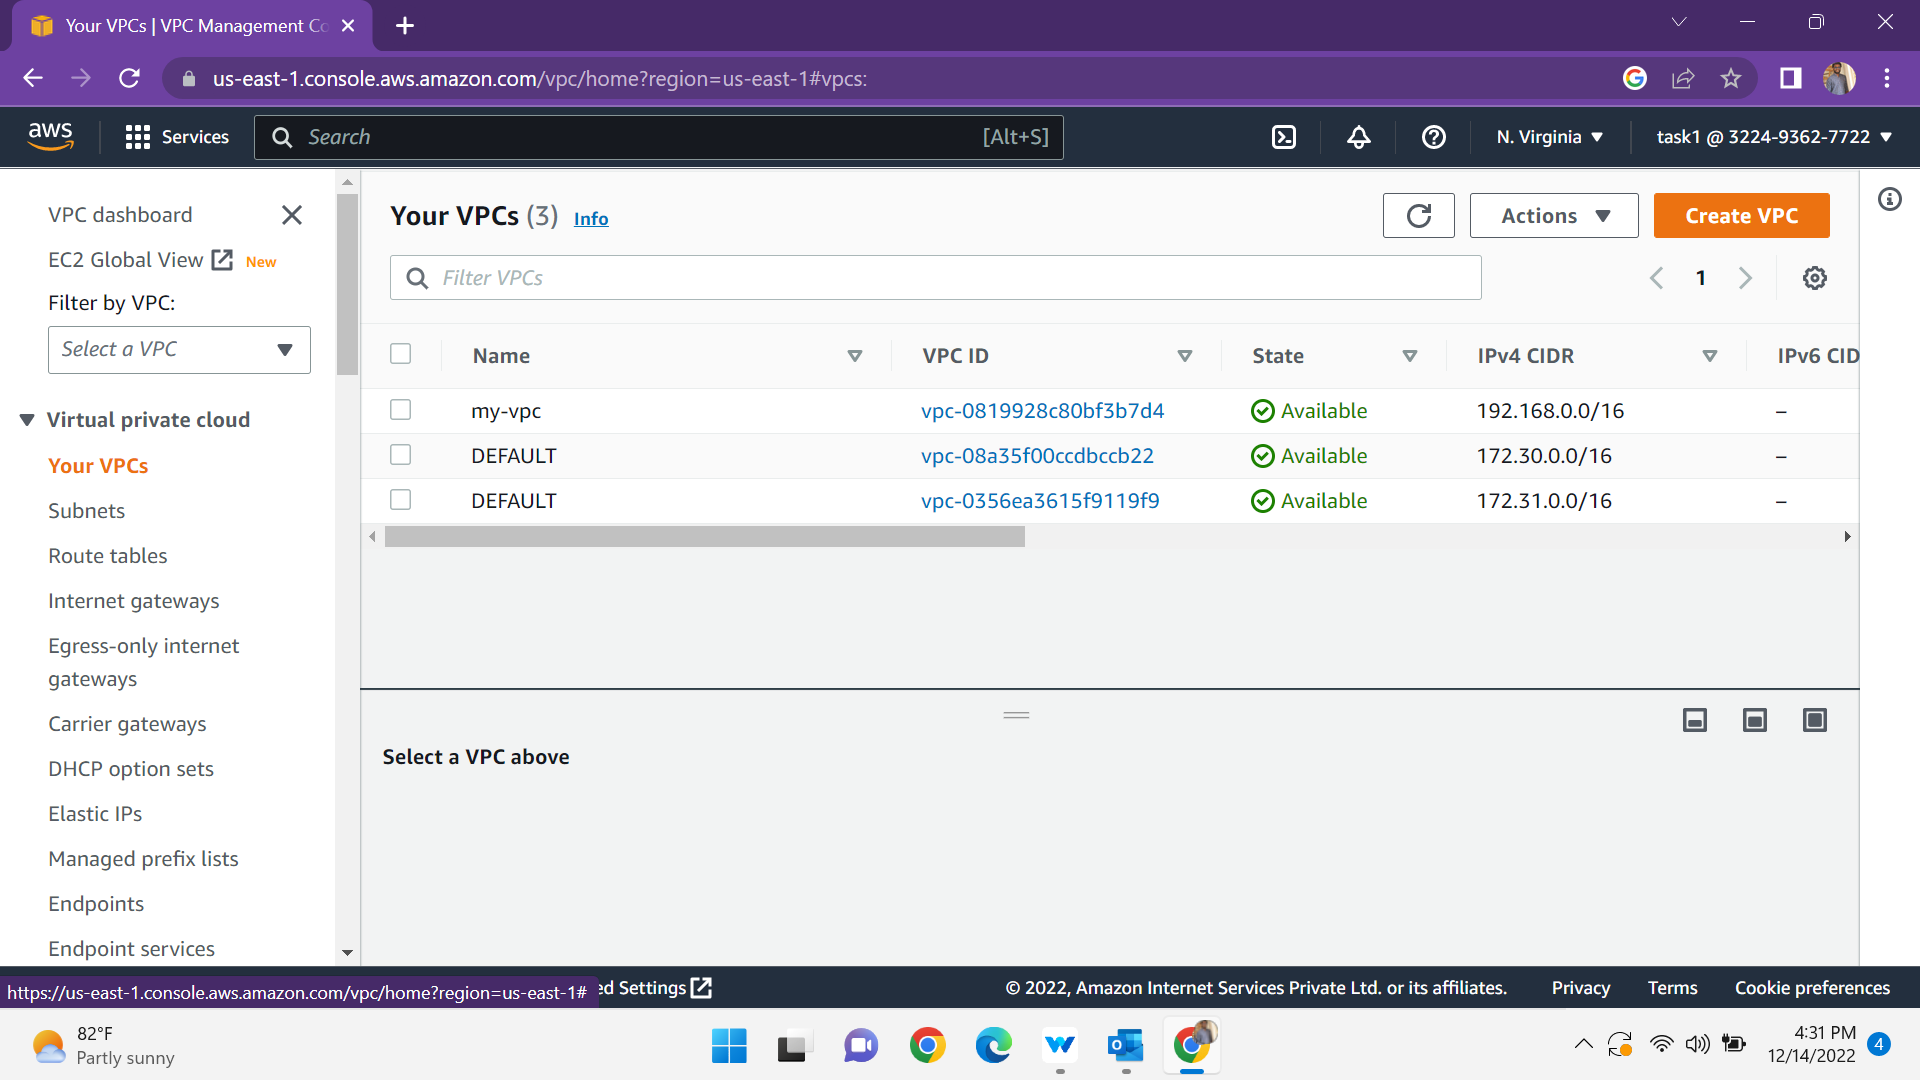 Your VPCs | VPC Management Co
us-east-1.console.aws.amazon.com/vpc/home?region=us-east-1#vpcs:
aws
Services
Search
[Alt+S]
N. Virginia
task1 @ 3224-9362-7722
VPC dashboard
EC2 Global View New
Filter by VPC:
Select a VPC
Virtual private cloud
Your VPCs
Subnets
Route tables
Internet gateways
Egress-only internet
gateways
Carrier gateways
DHCP option sets
Elastic IPs
Managed prefix lists
Endpoints
Endpoint services
Your VPCs (3) Info
Actions
Create VPC
Filter VPCs
1
Name VPC ID State IPv4 CIDR IPv6 CID
my-vpc vpc-0819928c80bf3b7d4 Available 192.168.0.0/16 –
DEFAULT vpc-08a35f00ccdbccb22 Available 172.30.0.0/16 –
DEFAULT vpc-0356ea3615f9119f9 Available 172.31.0.0/16 –
Select a VPC above
https://us-east-1.console.aws.amazon.com/vpc/home?region=us-east-1#
ed Settings
© 2022, Amazon Internet Services Private Ltd. or its affiliates.
Privacy
Terms
Cookie preferences
82°F
Partly sunny
4:31 PM
12/14/2022
4